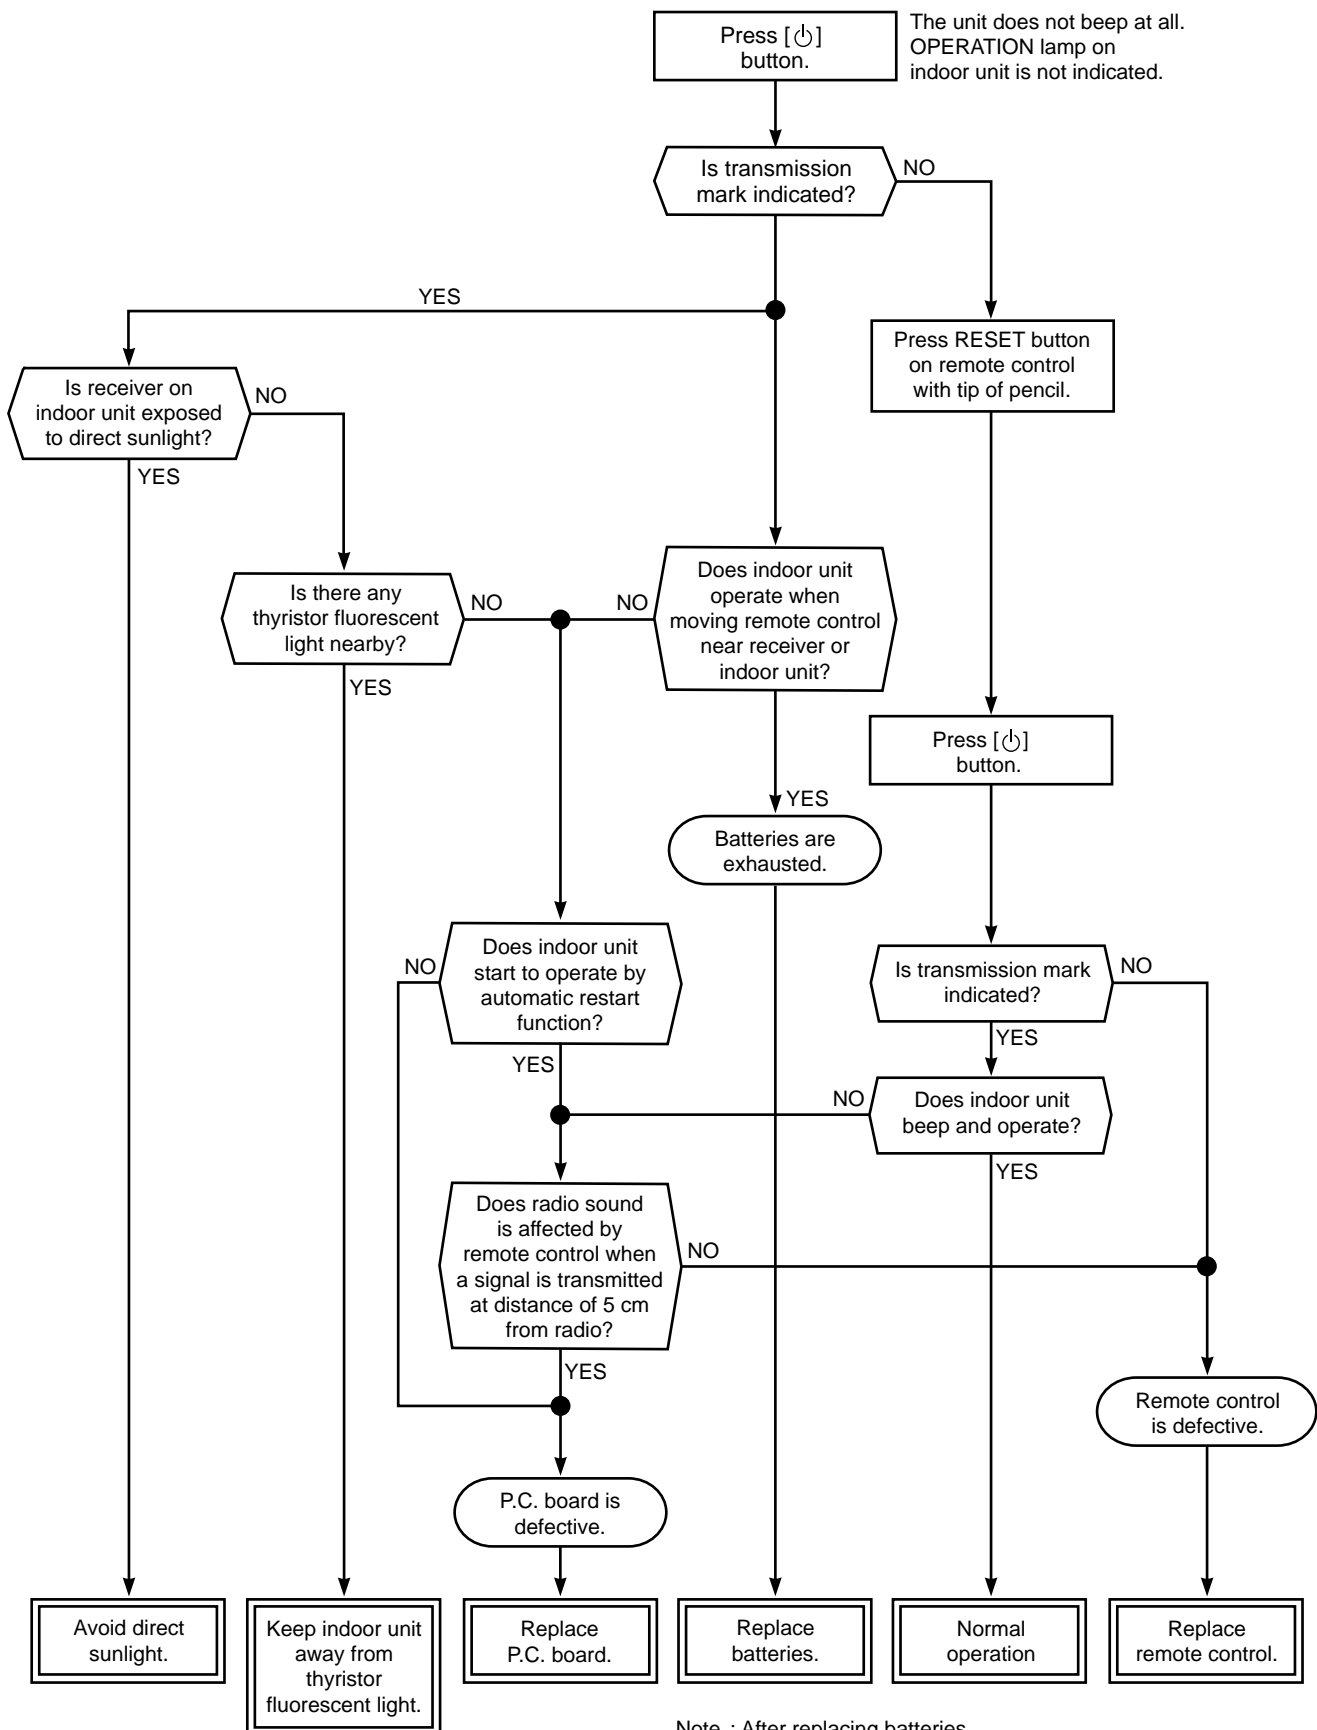 Press [⏻]
button.
The unit does not beep at all.
OPERATION lamp on
indoor unit is not indicated.
Is transmission
mark indicated?
NO
YES
Press RESET button
on remote control
with tip of pencil.
Is receiver on
indoor unit exposed
to direct sunlight?
NO
YES
Does indoor unit
operate when
moving remote control
near receiver or
indoor unit?
NO
YES
Is there any
thyristor fluorescent
light nearby?
NO
YES
Press [⏻]
button.
Batteries are
exhausted.
Does indoor unit
start to operate by
automatic restart
function?
NO
YES
Is transmission mark
indicated?
NO
YES
Does indoor unit
beep and operate?
NO
YES
Does radio sound
is affected by
remote control when
a signal is transmitted
at distance of 5 cm
from radio?
NO
YES
Remote control
is defective.
P.C. board is
defective.
Avoid direct
sunlight.
Keep indoor unit
away from
thyristor
fluorescent light.
Replace
P.C. board.
Replace
batteries.
Normal
operation
Replace
remote control.
Note : After replacing batteries